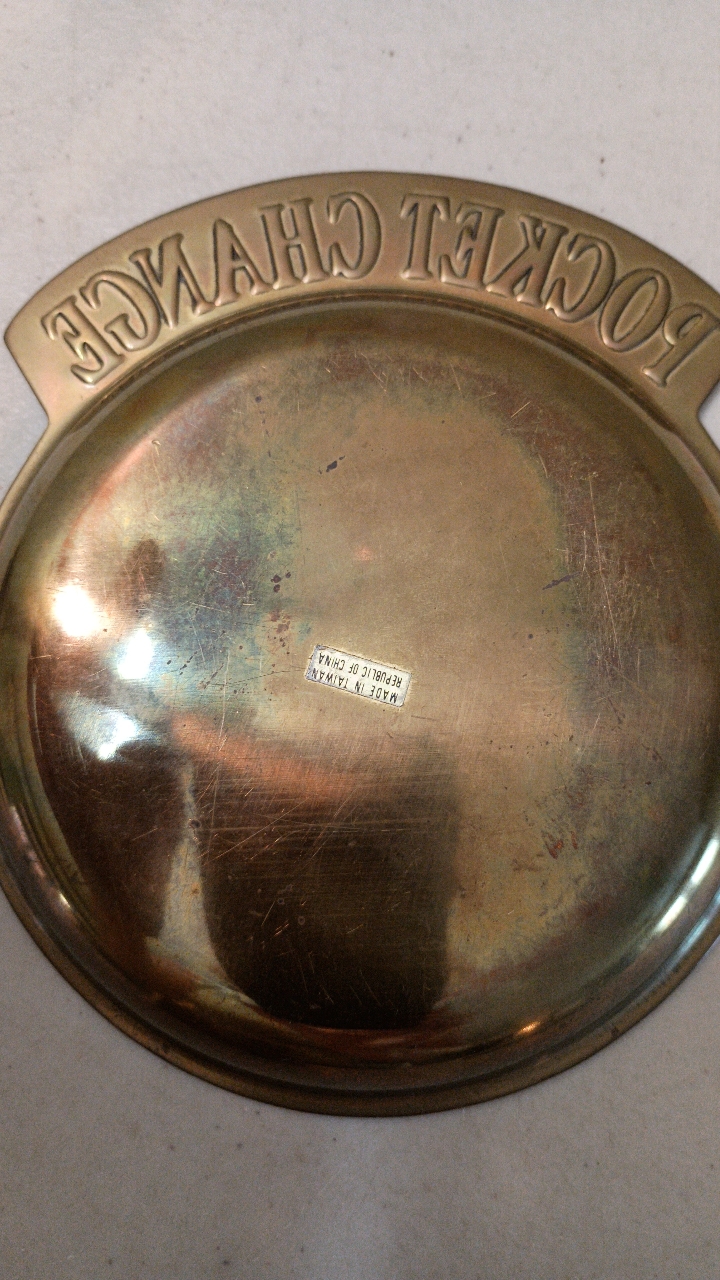 POCKET CHANGE
MADE IN TAIWAN
REPUBLIC OF CHINA